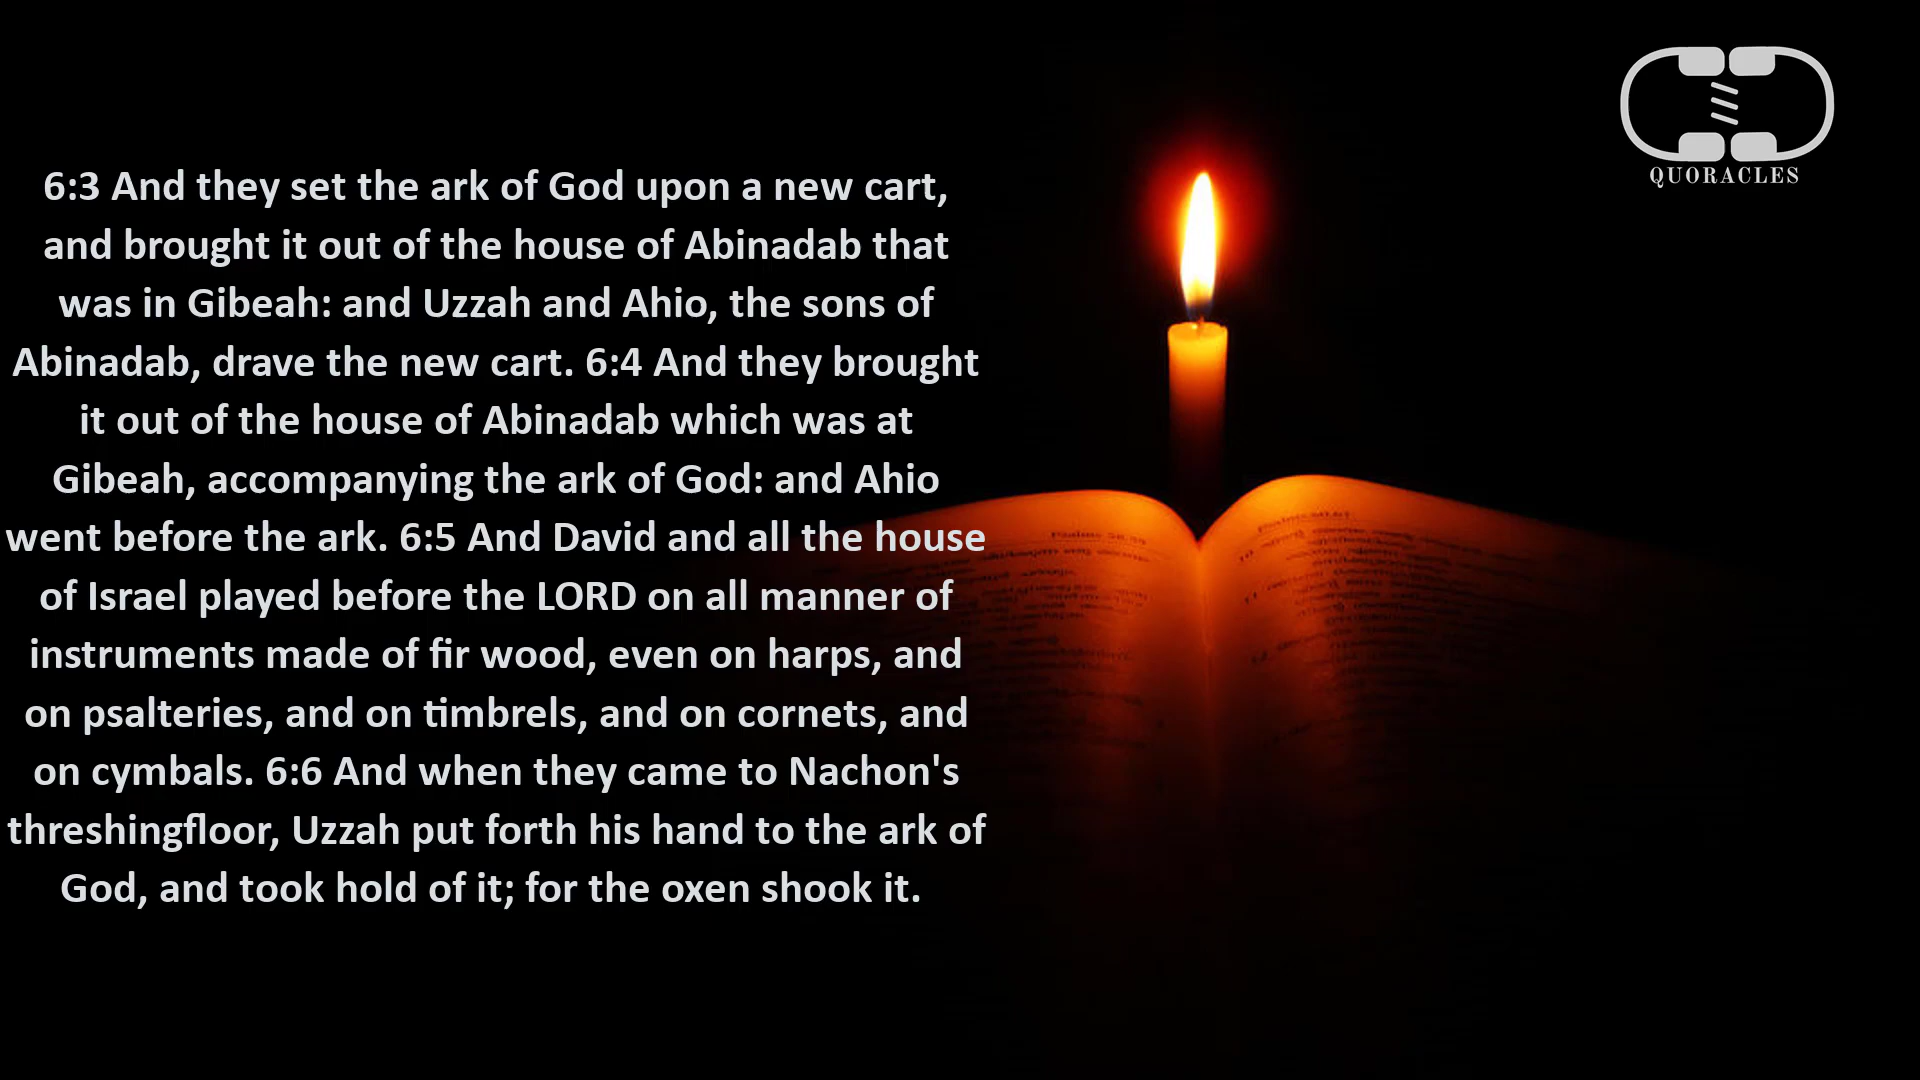 6:3 And they set the ark of God upon a new cart,
and brought it out of the house of Abinadab that
was in Gibeah: and Uzzah and Ahio, the sons of
Abinadab, drave the new cart. 6:4 And they brought
it out of the house of Abinadab which was at
Gibeah, accompanying the ark of God: and Ahio
went before the ark. 6:5 And David and all the house
of Israel played before the LORD on all manner of
instruments made of fir wood, even on harps, and
on psalteries, and on timbrels, and on cornets, and
on cymbals. 6:6 And when they came to Nachon's
threshingfloor, Uzzah put forth his hand to the ark of
God, and took hold of it; for the oxen shook it.
QUORACLES